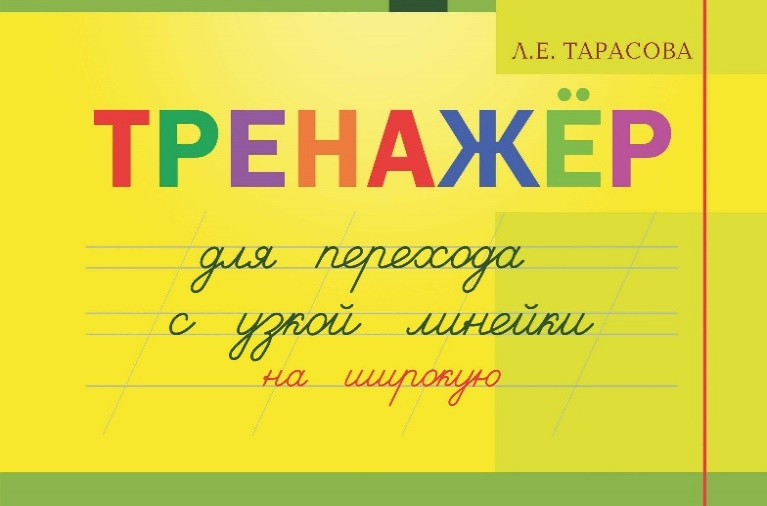 Л.Е. ТАРАСОВА
ТРЕНАЖЁР
для перехода
с узкой линейки
на широкую